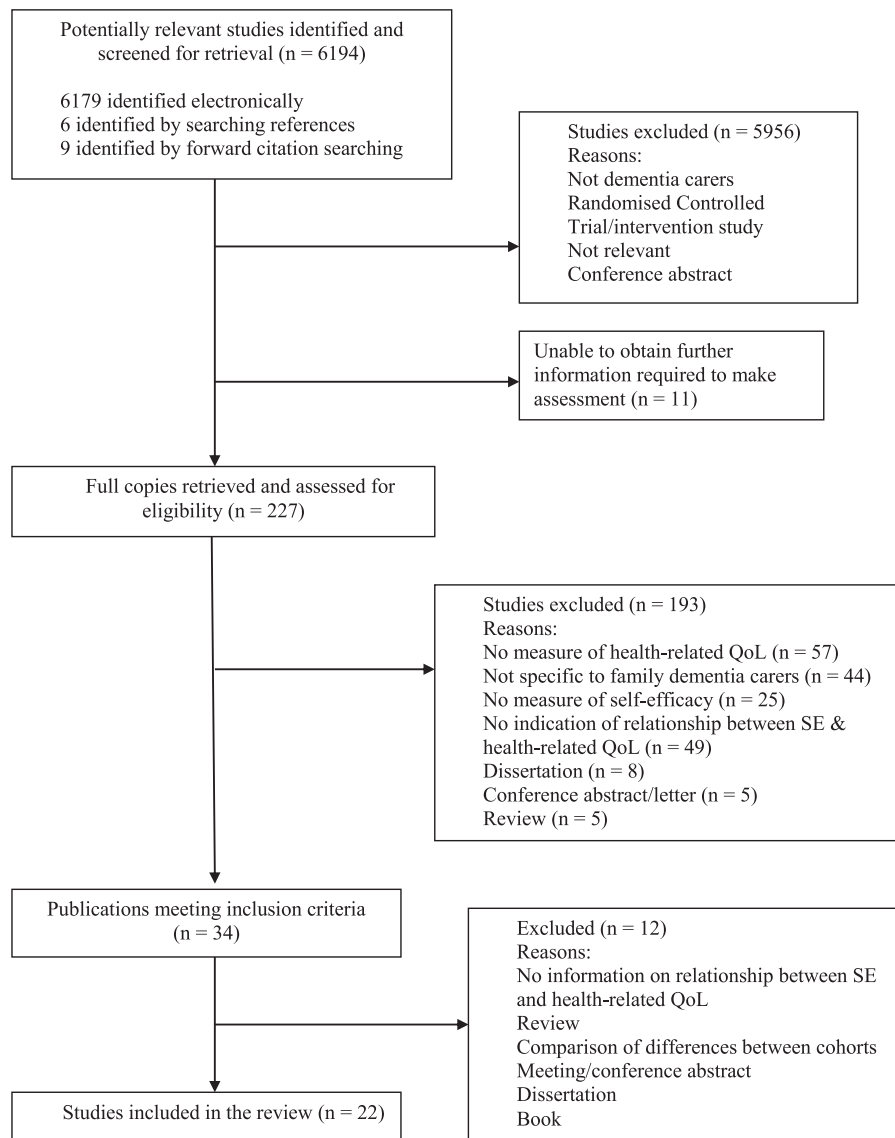 Potentially relevant studies identified and
screened for retrieval (n = 6194)
6179 identified electronically
6 identified by searching references
9 identified by forward citation searching
Studies excluded (n = 5956)
Reasons:
Not dementia carers
Randomised Controlled
Trial/intervention study
Not relevant
Conference abstract
Unable to obtain further
information required to make
assessment (n = 11)
Full copies retrieved and assessed for
eligibility (n = 227)
Studies excluded (n = 193)
Reasons:
No measure of health-related QoL (n = 57)
Not specific to family dementia carers (n = 44)
No measure of self-efficacy (n = 25)
No indication of relationship between SE &
health-related QoL (n = 49)
Dissertation (n = 8)
Conference abstract/letter (n = 5)
Review (n = 5)
Publications meeting inclusion criteria
(n = 34)
Excluded (n = 12)
Reasons:
No information on relationship between SE
and health-related QoL
Review
Comparison of differences between cohorts
Meeting/conference abstract
Dissertation
Book
Studies included in the review (n = 22)